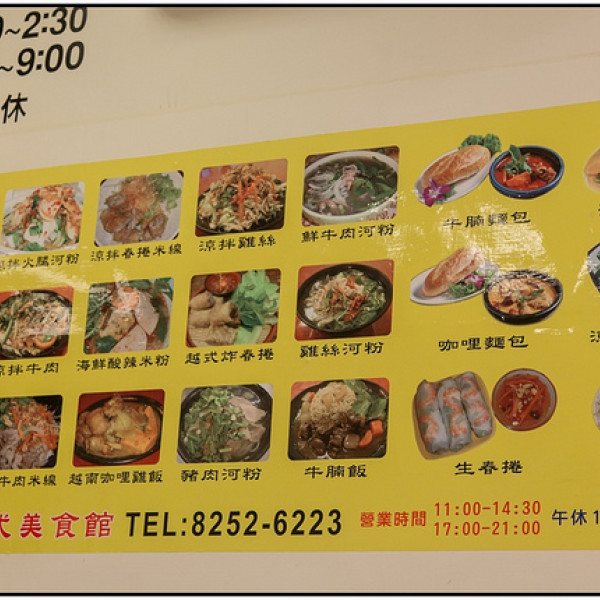 ~2:30
~9:00
休
拌火腿河粉 涼拌春捲米線 涼拌雞絲 鮮牛肉河粉 牛腩麵包
涼拌牛肉 海鮮酸辣米粉 越式炸春捲 雞絲河粉 咖哩麵包
牛肉米線 越南咖哩雞飯 豬肉河粉 牛腩飯 生春捲
式美食館 TEL:8252-6223 營業時間 11:00-14:30 午休1
17:00-21:00